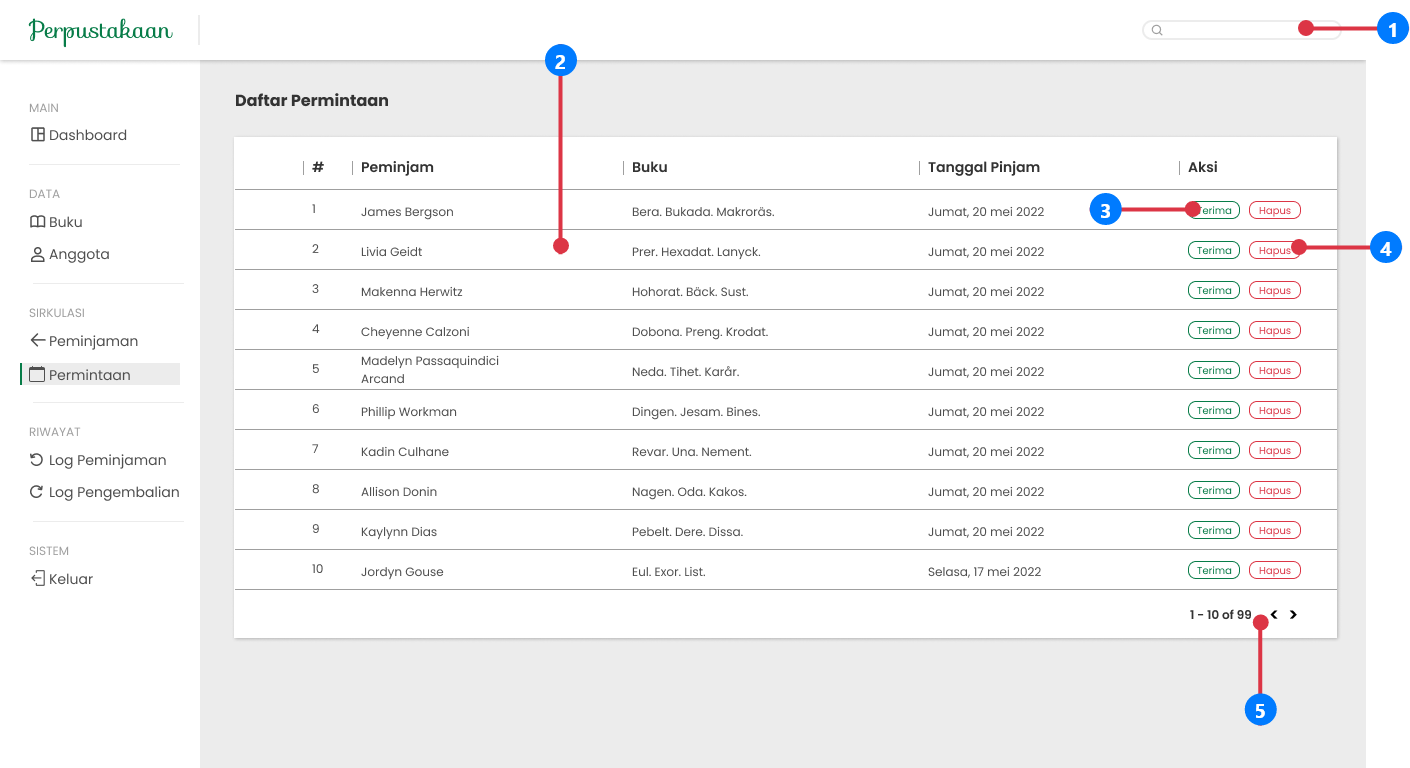 Perpustakaan
1
2
MAIN
Dashboard
DATA
Buku
Anggota
SIRKULASI
Peminjaman
Permintaan
RIWAYAT
Log Peminjaman
Log Pengembalian
SISTEM
Keluar
Daftar Permintaan
# Peminjam Buku Tanggal Pinjam Aksi
1 James Bergson Bera. Bukada. Makroräs. Jumat, 20 mei 2022 3 Terima Hapus
2 Livia Geidt Prer. Hexadat. Lanyck. Jumat, 20 mei 2022 Terima Hapus 4
3 Makenna Herwitz Hohorat. Bäck. Sust. Jumat, 20 mei 2022 Terima Hapus
4 Cheyenne Calzoni Dobona. Preng. Krodat. Jumat, 20 mei 2022 Terima Hapus
5 Madelyn Passaquindici
Arcand Neda. Tihet. Karår. Jumat, 20 mei 2022 Terima Hapus
6 Phillip Workman Dingen. Jesam. Bines. Jumat, 20 mei 2022 Terima Hapus
7 Kadin Culhane Revar. Una. Nement. Jumat, 20 mei 2022 Terima Hapus
8 Allison Donin Nagen. Oda. Kakos. Jumat, 20 mei 2022 Terima Hapus
9 Kaylynn Dias Pebelt. Dere. Dissa. Jumat, 20 mei 2022 Terima Hapus
10 Jordyn Gouse Eul. Exor. List. Selasa, 17 mei 2022 Terima Hapus
1 - 10 of 99 < >
5